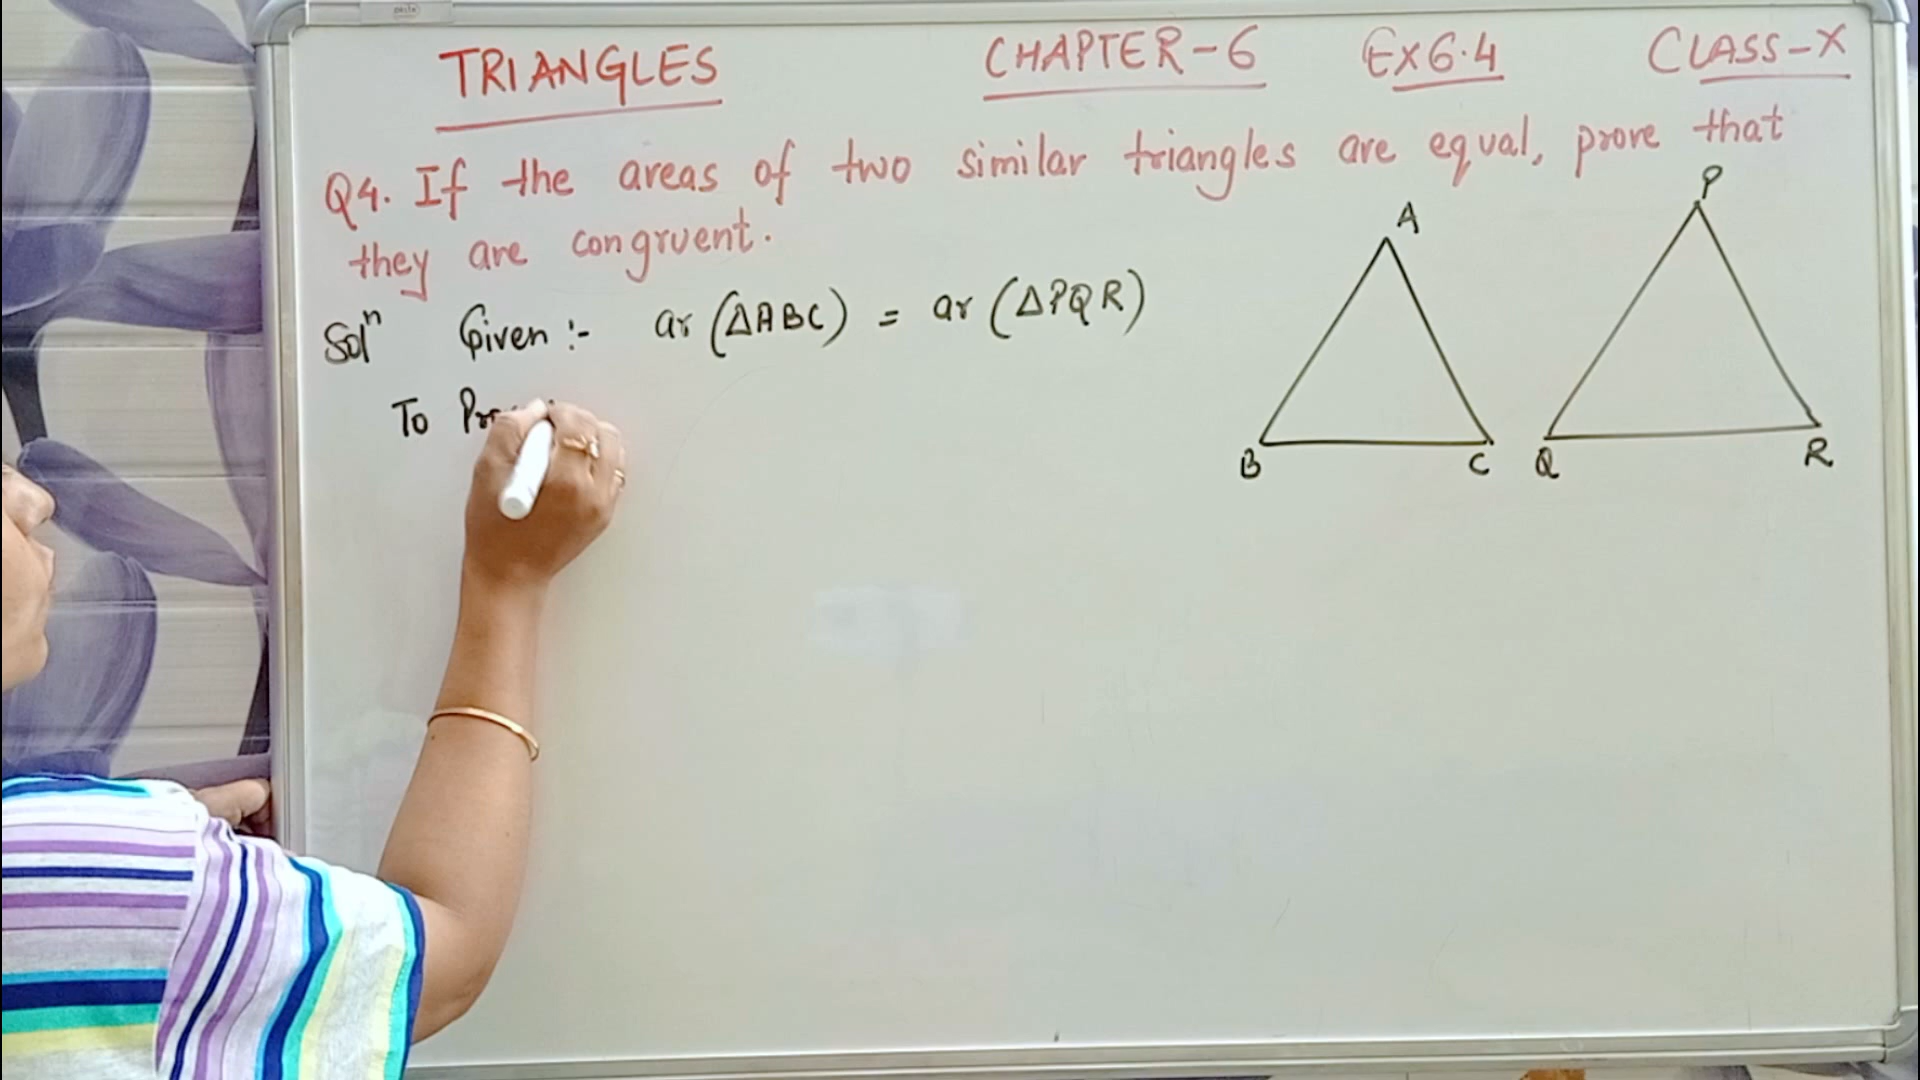 TRIANGLES CHAPTER-6 EX6.4 CLASS-X
Q4. If the areas of two similar triangles are equal, prove that
they are congruent.
Solⁿ Given :- ar (ΔABC) = ar (ΔPQR)
To
A
P
B
C
Q
R